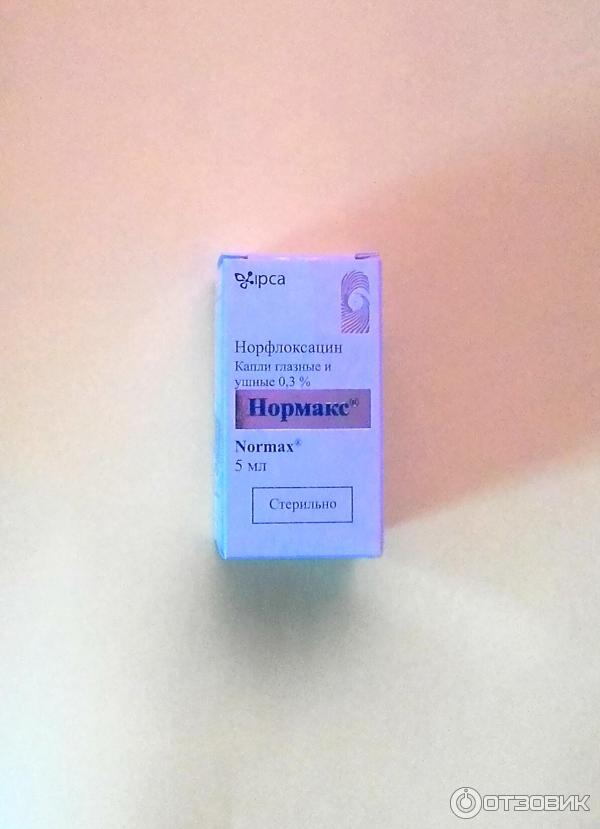 ipca
Норфлоксацин
Капли глазные и
ушные 0,3 %
Нормакс®
Normax®
5 мл
Стерильно
ОТЗОВИК